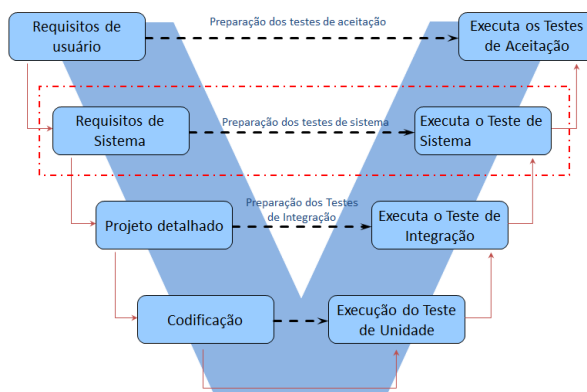 Requisitos de
usuário
Preparação dos testes de aceitação
Executa os Testes
de Aceitação
Requisitos de
Sistema
Preparação dos testes de sistema
Executa o Teste de
Sistema
Projeto detalhado
Preparação Dos Testes
de Integração
Executa o Teste de
Integração
Codificação
Execução do Teste
de Unidade